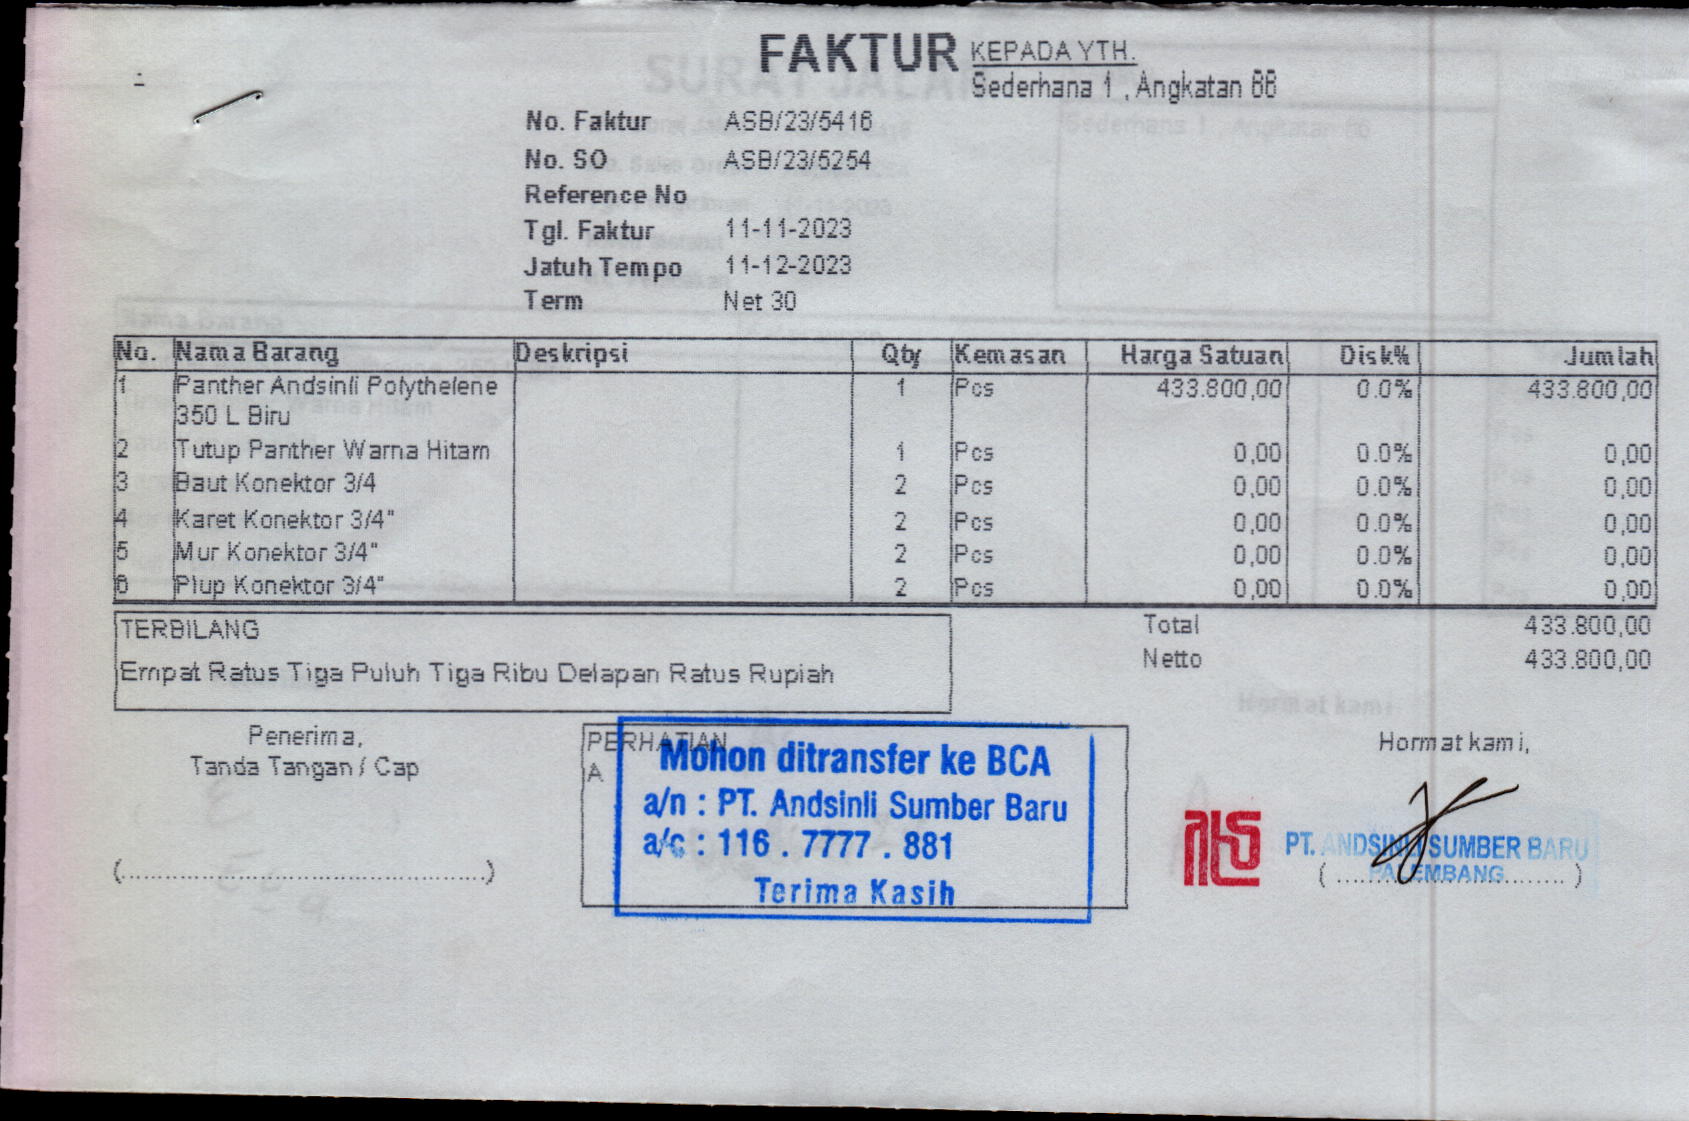 FAKTUR
KEPADA YTH.
Sederhana 1 , Angkatan 66
No. Faktur ASB/23/5416
No. SO ASB/23/5254
Reference No
Tgl. Faktur 11-11-2023
Jatuh Tempo 11-12-2023
Term Net 30
No. Nama Barang Deskripsi Qty Kemasan Harga Satuan Disk% Jumlah
1 Panther Andsinli Polythelene 1 Pcs 433.800,00 0.0% 433.800,00
350 L Biru
2 Tutup Panther Warna Hitam 1 Pcs 0,00 0.0% 0,00
3 Baut Konektor 3/4 2 Pcs 0,00 0.0% 0,00
4 Karet Konektor 3/4" 2 Pcs 0,00 0.0% 0,00
5 Mur Konektor 3/4" 2 Pcs 0,00 0.0% 0,00
6 Plup Konektor 3/4" 2 Pcs 0,00 0.0% 0,00
TERBILANG
Empat Ratus Tiga Puluh Tiga Ribu Delapan Ratus Rupiah
Total 433.800,00
Netto 433.800,00
Penerima,
Tanda Tangan / Cap
(..............................................)
PERHATIAN
A
Mohon ditransfer ke BCA
a/n : PT. Andsinli Sumber Baru
a/c : 116 . 7777 . 881
Terima Kasih
Hormat kami,
PT. ANDSINLI SUMBER BARU
PALEMBANG